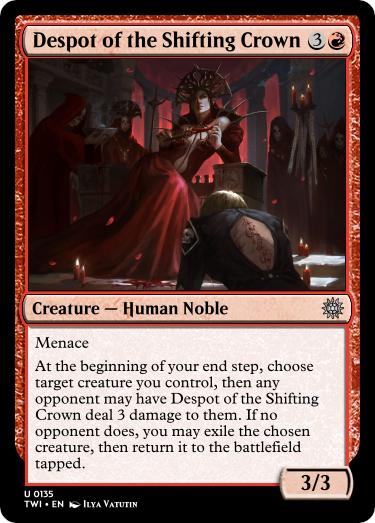 Despot of the Shifting Crown 3
Creature — Human Noble
Menace
At the beginning of your end step, choose
target creature you control, then any
opponent may have Despot of the Shifting
Crown deal 3 damage to them. If no
opponent does, you may exile the chosen
creature, then return it to the battlefield
tapped.
3/3
U 0135
TWI • EN Ilya Vatutin